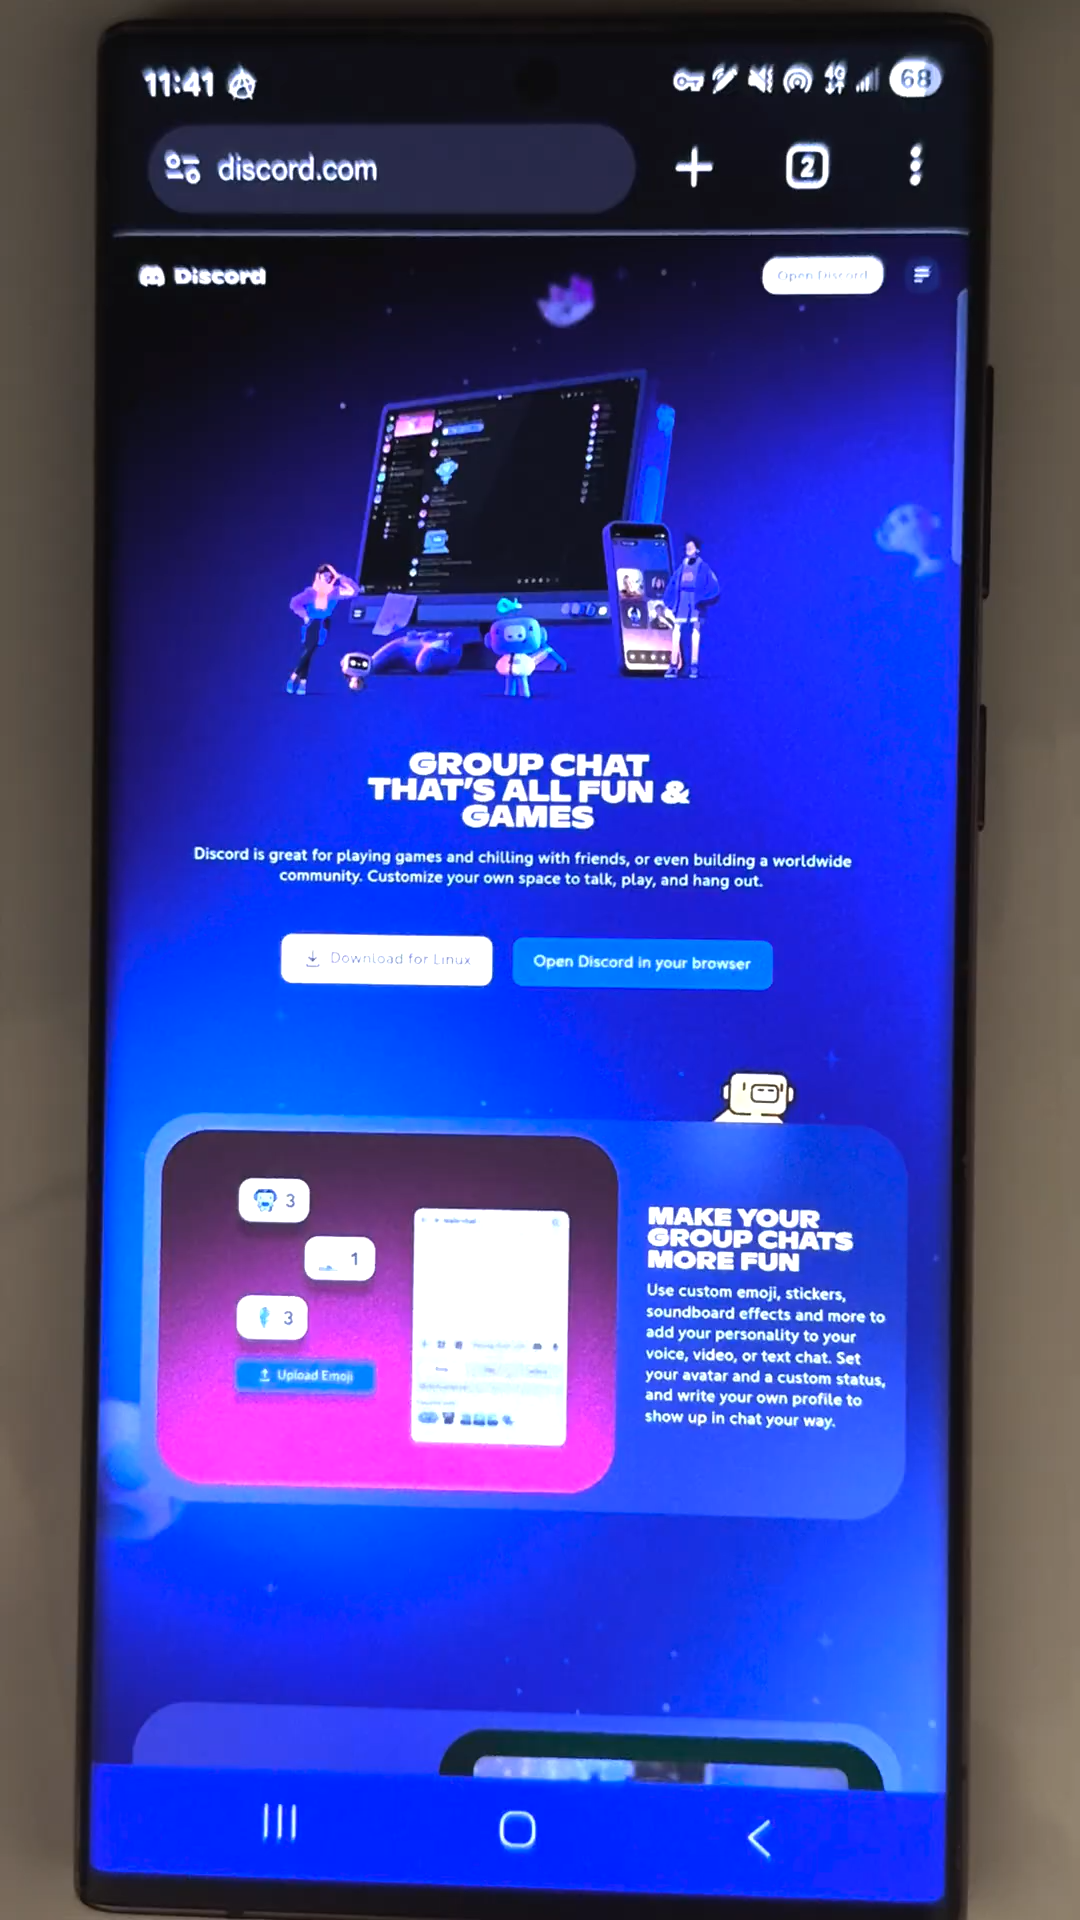 11:41
4G
68
discord.com
2
Discord
Open Discord
GROUP CHAT
THAT'S ALL FUN &
GAMES
Discord is great for playing games and chilling with friends, or even building a worldwide
community. Customize your own space to talk, play, and hang out.
Download for Linux
Open Discord in your browser
3
1
3
Upload Emoji
MAKE YOUR
GROUP CHATS
MORE FUN
Use custom emoji, stickers,
soundboard effects and more to
add your personality to your
voice, video, or text chat. Set
your avatar and a custom status,
and write your own profile to
show up in chat your way.